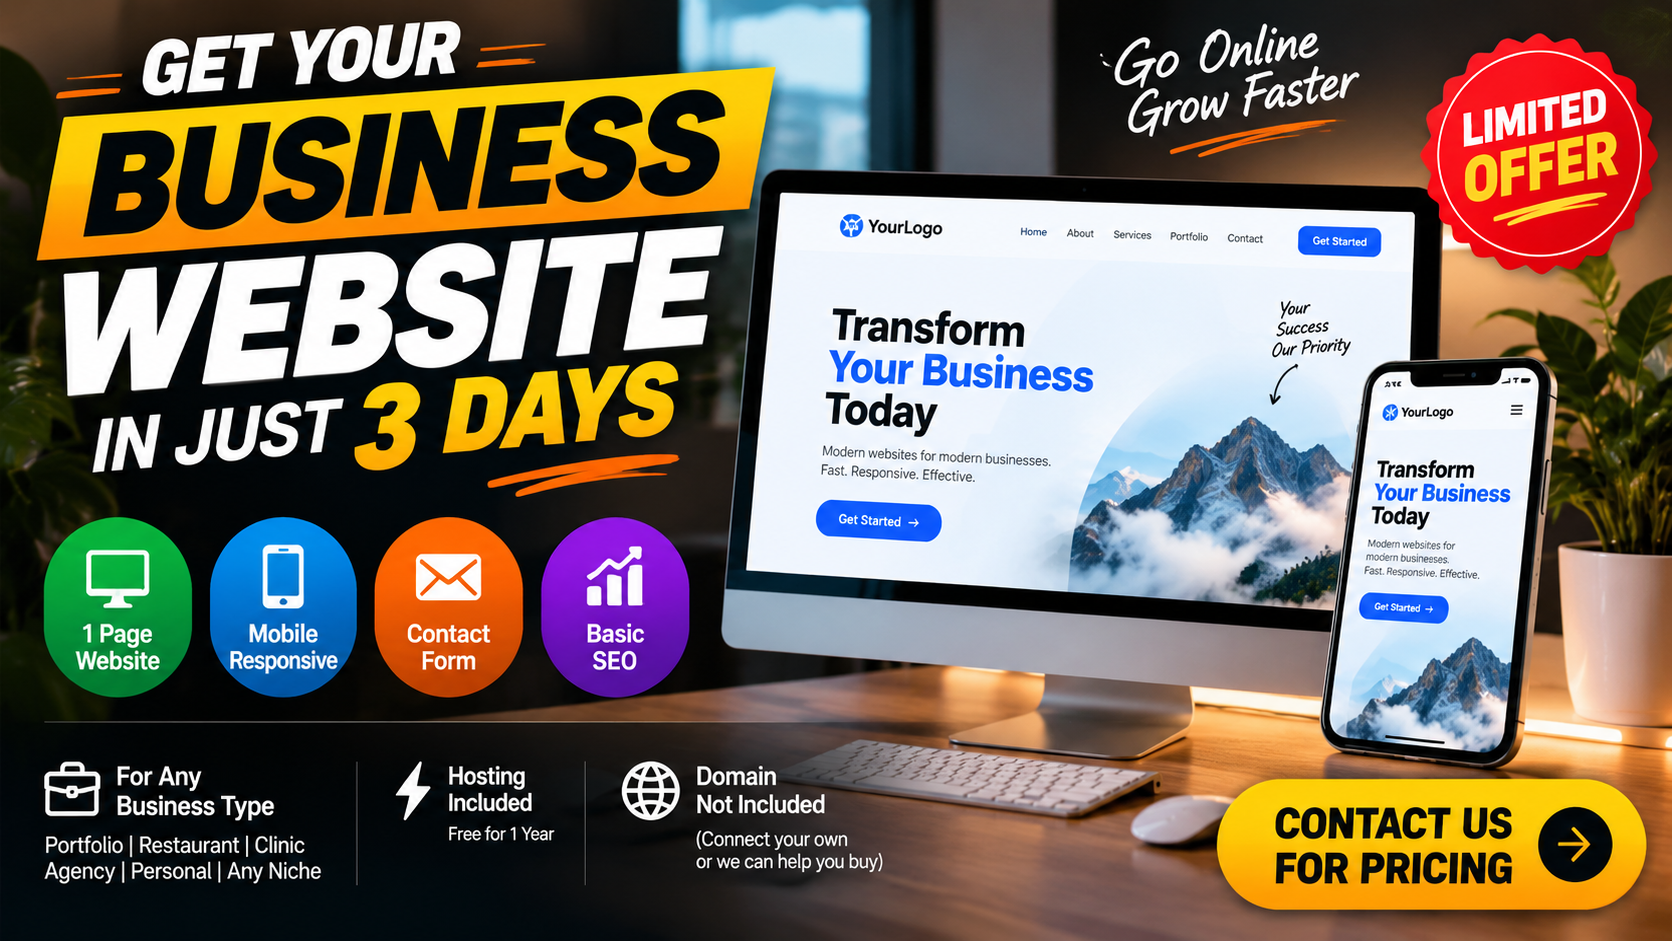 GET YOUR
BUSINESS
WEBSITE
IN JUST 3 DAYS
1 Page
Website
Mobile
Responsive
Contact
Form
Basic
SEO
For Any
Business Type
Portfolio | Restaurant | Clinic
Agency | Personal | Any Niche
Hosting
Included
Free for 1 Year
Domain
Not Included
(Connect your own
or we can help you buy)
Go Online
Grow Faster
LIMITED
OFFER
YourLogo
Home About Services Portfolio Contact Get Started
Transform
Your Business
Today
Modern websites for modern businesses.
Fast. Responsive. Effective.
Get Started →
Your
Success
Our Priority
YourLogo
Transform
Your Business
Today
Modern websites for
modern businesses.
Fast. Responsive. Effective.
Get Started →
CONTACT US
FOR PRICING